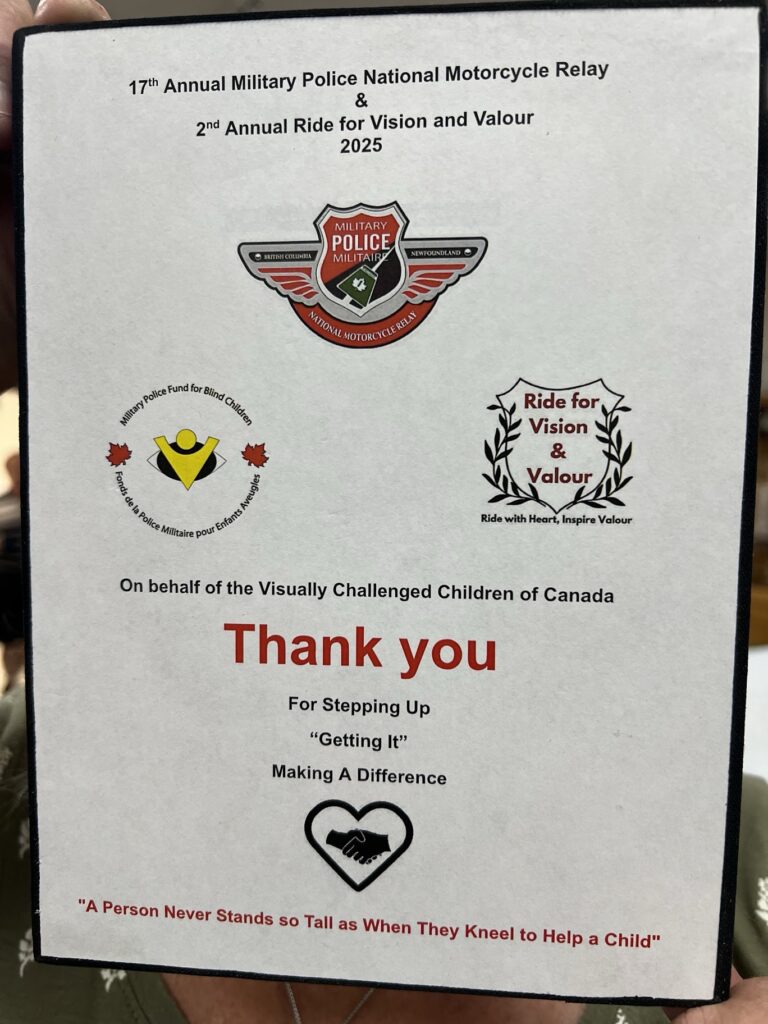 17th Annual Military Police National Motorcycle Relay
&
2nd Annual Ride for Vision and Valour
2025
MILITARY
POLICE
MILITAIRE
BRITISH COLUMBIA
NEWFOUNDLAND
NATIONAL MOTORCYCLE RELAY
Military Police Fund for Blind Children
Fonds de la Police Militaire pour Enfants Aveugles
Ride for
Vision
&
Valour
Ride with Heart, Inspire Valour
On behalf of the Visually Challenged Children of Canada
Thank you
For Stepping Up
“Getting It”
Making A Difference
"A Person Never Stands so Tall as When They Kneel to Help a Child"